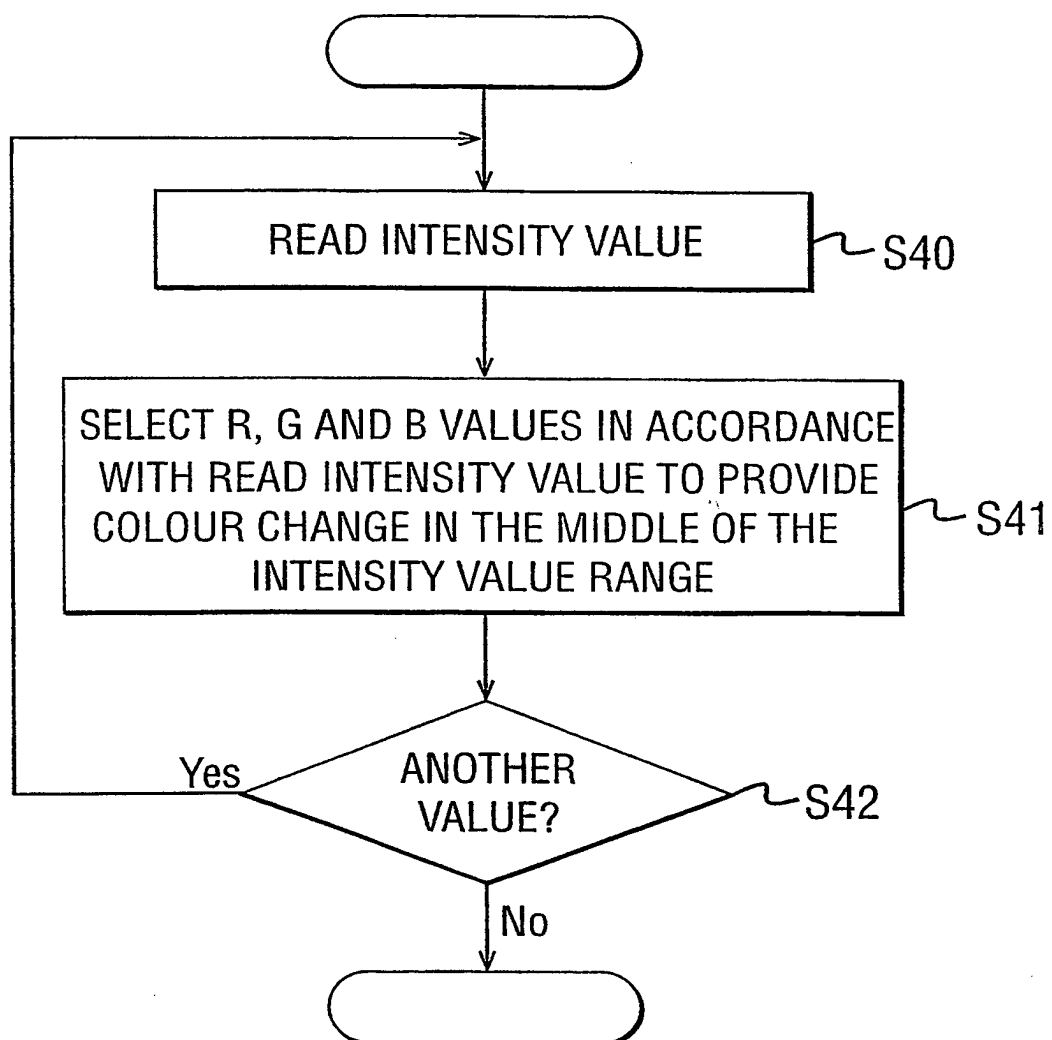 READ INTENSITY VALUE
S40
SELECT R, G AND B VALUES IN ACCORDANCE
WITH READ INTENSITY VALUE TO PROVIDE
COLOUR CHANGE IN THE MIDDLE OF THE
INTENSITY VALUE RANGE
S41
Yes
ANOTHER
VALUE?
S42
No